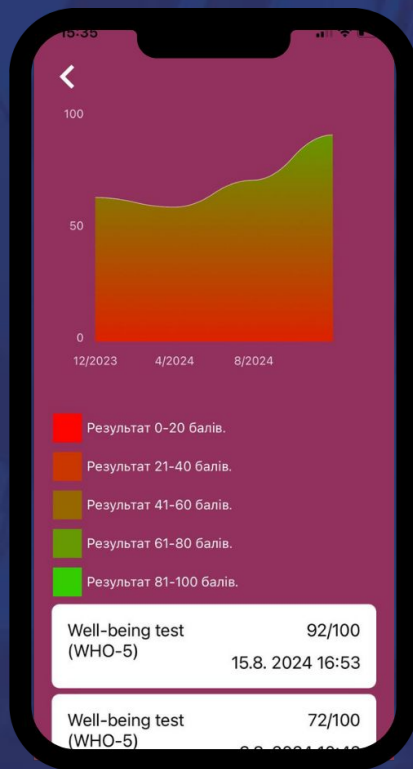 15:35
100
50
0
12/2023 4/2024 8/2024
Результат 0-20 балів.
Результат 21-40 балів.
Результат 41-60 балів.
Результат 61-80 балів.
Результат 81-100 балів.
Well-being test 92/100
(WHO-5)
15.8. 2024 16:53
Well-being test 72/100
(WHO-5)